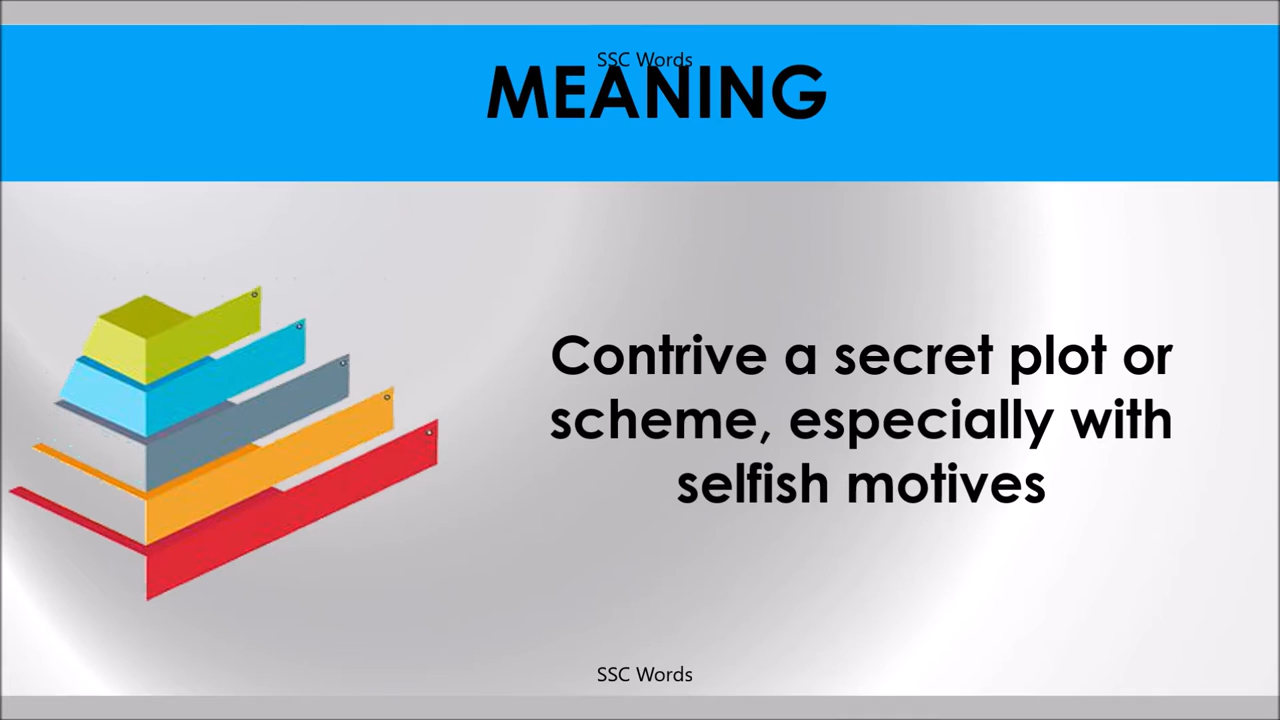 SSC Words
MEANING
Contrive a secret plot or
scheme, especially with
selfish motives
SSC Words